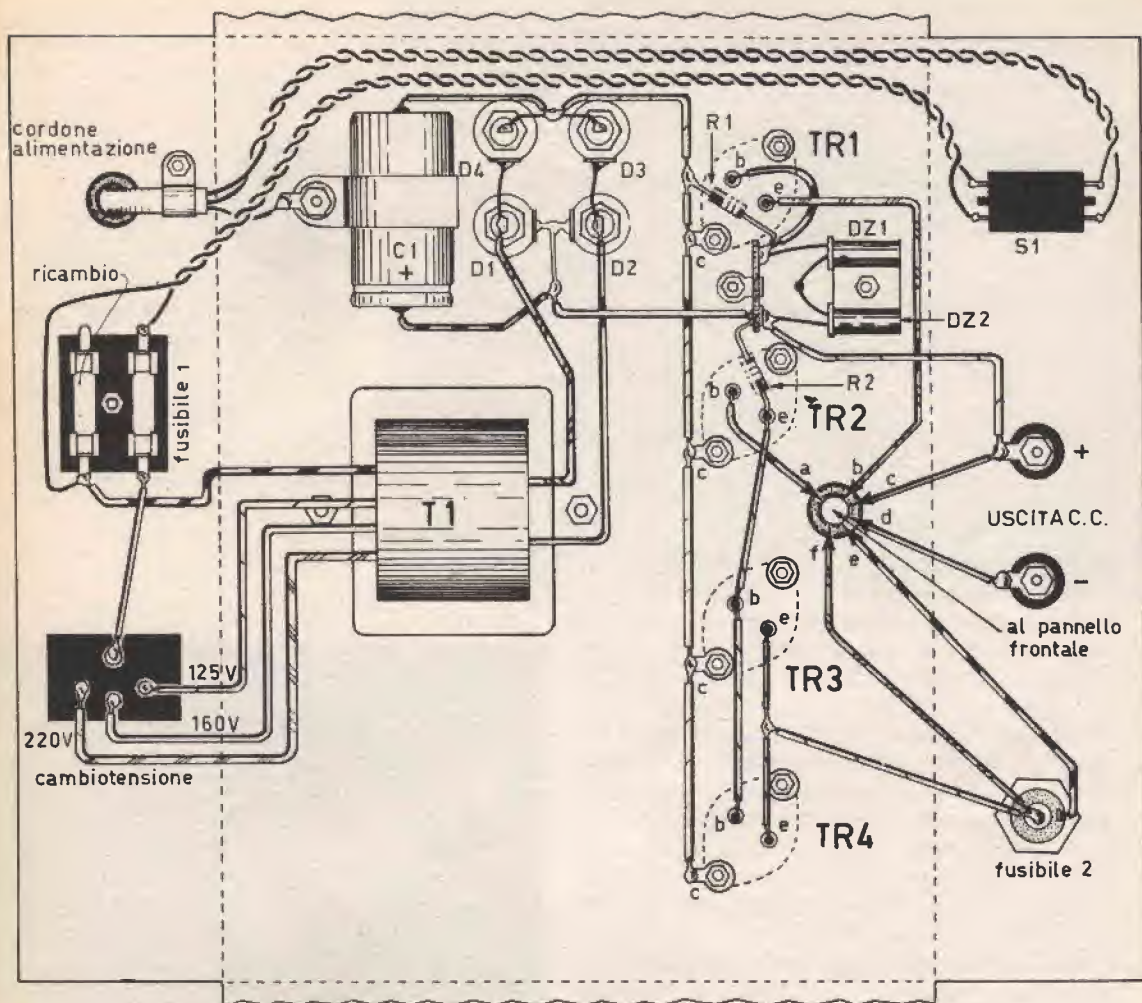 cordone
alimentazione
ricambio
fusibile 1
D4
D3
C1
+
D1
D2
R1
b
TR1
e
c
DZ1
S1
DZ2
R2
b
TR2
e
c
a
b
c
d
e
f
+
USCITA C.C.
-
al pannello
frontale
T1
125V
160V
220V
cambiotensione
b
e
TR3
c
b
e
TR4
c
fusibile 2